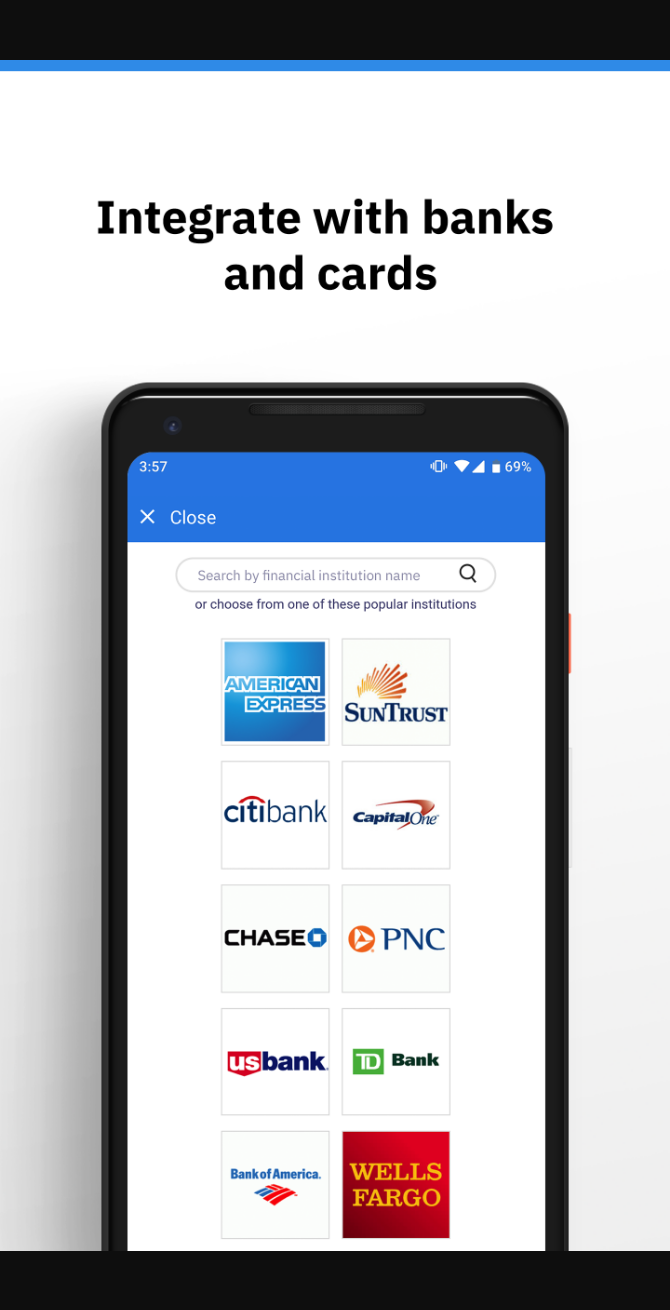 Integrate with banks
and cards
3:57
69%
Close
Search by financial institution name
or choose from one of these popular institutions
AMERICAN
EXPRESS
SUNTRUST
citibank
CapitalOne
CHASE
PNC
usbank
TD Bank
Bank of America.
WELLS
FARGO